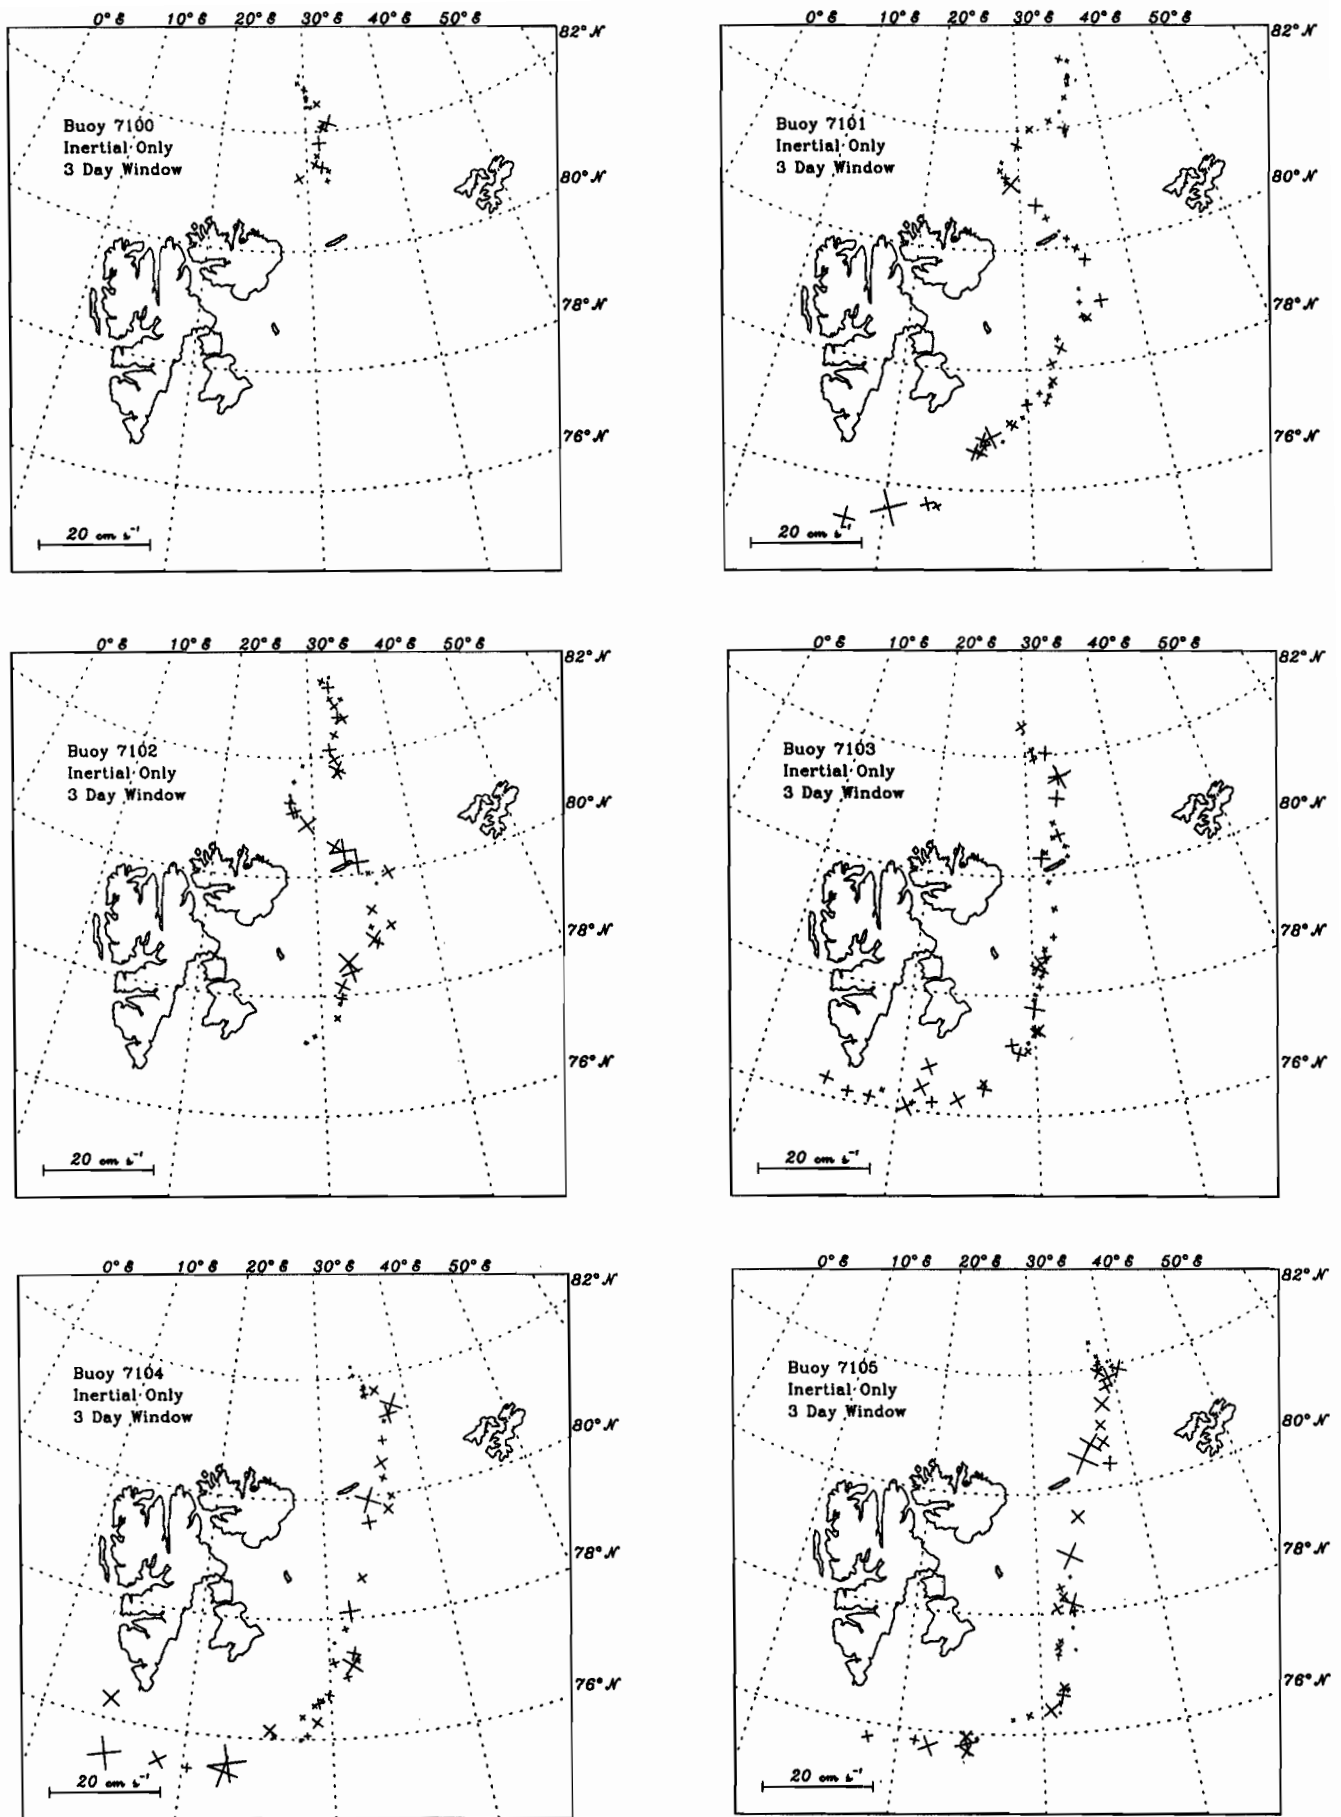 0° E 10° E 20° E 30° E 40° E 50° E
82° N
Buoy 7100
Inertial Only
3 Day Window
80° N
78° N
76° N
20 cm s⁻¹
0° E 10° E 20° E 30° E 40° E 50° E
82° N
Buoy 7101
Inertial Only
3 Day Window
80° N
78° N
76° N
20 cm s⁻¹
0° E 10° E 20° E 30° E 40° E 50° E
82° N
Buoy 7102
Inertial Only
3 Day Window
80° N
78° N
76° N
20 cm s⁻¹
0° E 10° E 20° E 30° E 40° E 50° E
82° N
Buoy 7103
Inertial Only
3 Day Window
80° N
78° N
76° N
20 cm s⁻¹
0° E 10° E 20° E 30° E 40° E 50° E
82° N
Buoy 7104
Inertial Only
3 Day Window
80° N
78° N
76° N
20 cm s⁻¹
0° E 10° E 20° E 30° E 40° E 50° E
82° N
Buoy 7105
Inertial Only
3 Day Window
80° N
78° N
76° N
20 cm s⁻¹